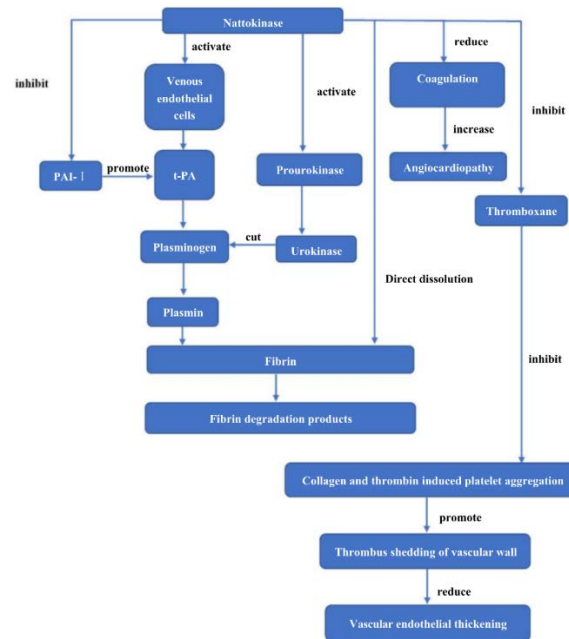 Nattokinase
activate
reduce
Venous
endothelial
cells
Coagulation
inhibit
activate
inhibit
increase
PAI-I
promote
t-PA
Prourokinase
Angiocardiopathy
Thromboxane
Plasminogen
cut
Urokinase
Direct dissolution
Plasmin
Fibrin
inhibit
Fibrin degradation products
Collagen and thrombin induced platelet aggregation
promote
Thrombus shedding of vascular wall
reduce
Vascular endothelial thickening